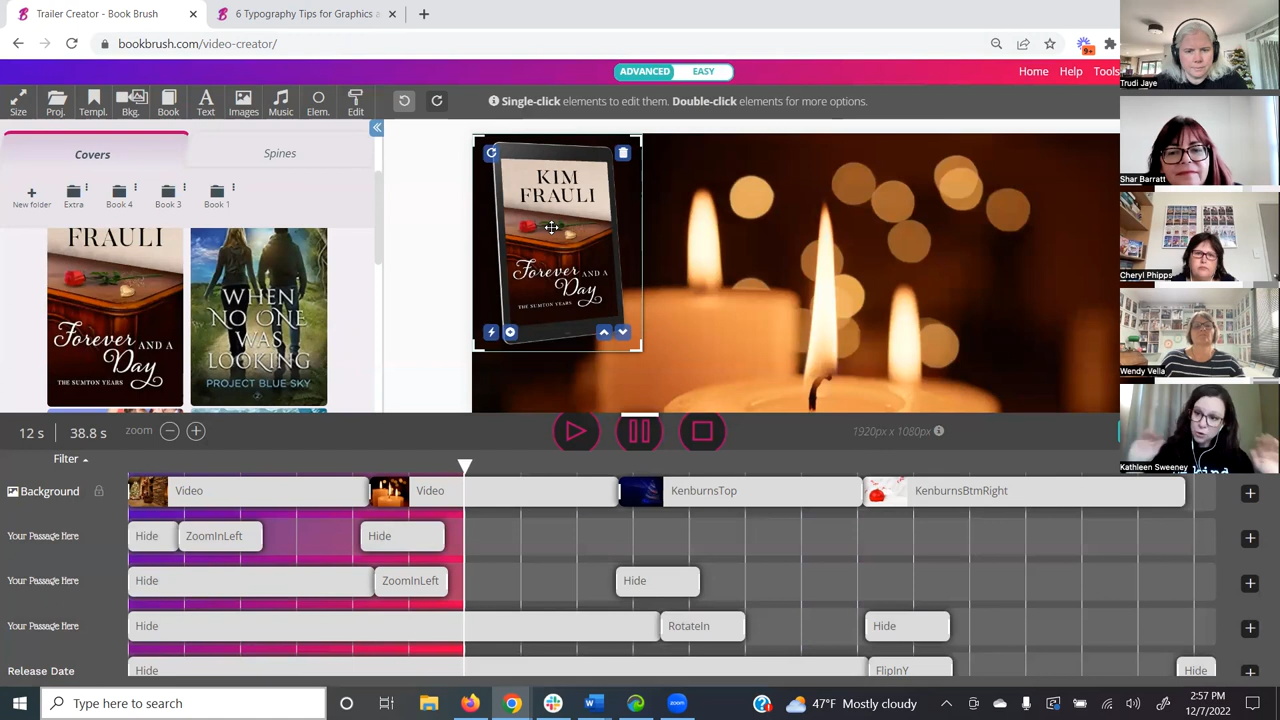 Trailer Creator - Book Brush
6 Typography Tips for Graphics a
bookbrush.com/video-creator/
9+
ADVANCED EASY
Home Help Tools
Size Proj. Templ. Bkg. Book Text Images Music Elem. Edit
Single-click elements to edit them. Double-click elements for more options.
Covers Spines
New folder Extra Book 4 Book 3 Book 1
FRAULI
Forever AND A
Day
THE SUMTON YEARS
WHEN
NO ONE
WAS
LOOKING
PROJECT BLUE SKY
KIM
FRAULI
Forever AND A
Day
THE SUMTON YEARS
Trudi Jaye
Shar Barratt
Cheryl Phipps
Wendy Vella
Kathleen Sweeney
12 s 38.8 s zoom
1920px x 1080px
Filter
Background Video Video KenburnsTop KenburnsBtmRight
Your Passage Here Hide ZoomInLeft Hide
Your Passage Here Hide ZoomInLeft Hide
Your Passage Here Hide RotateIn Hide
Release Date Hide FlipInY Hide
Type here to search
47°F Mostly cloudy
2:57 PM
12/7/2022